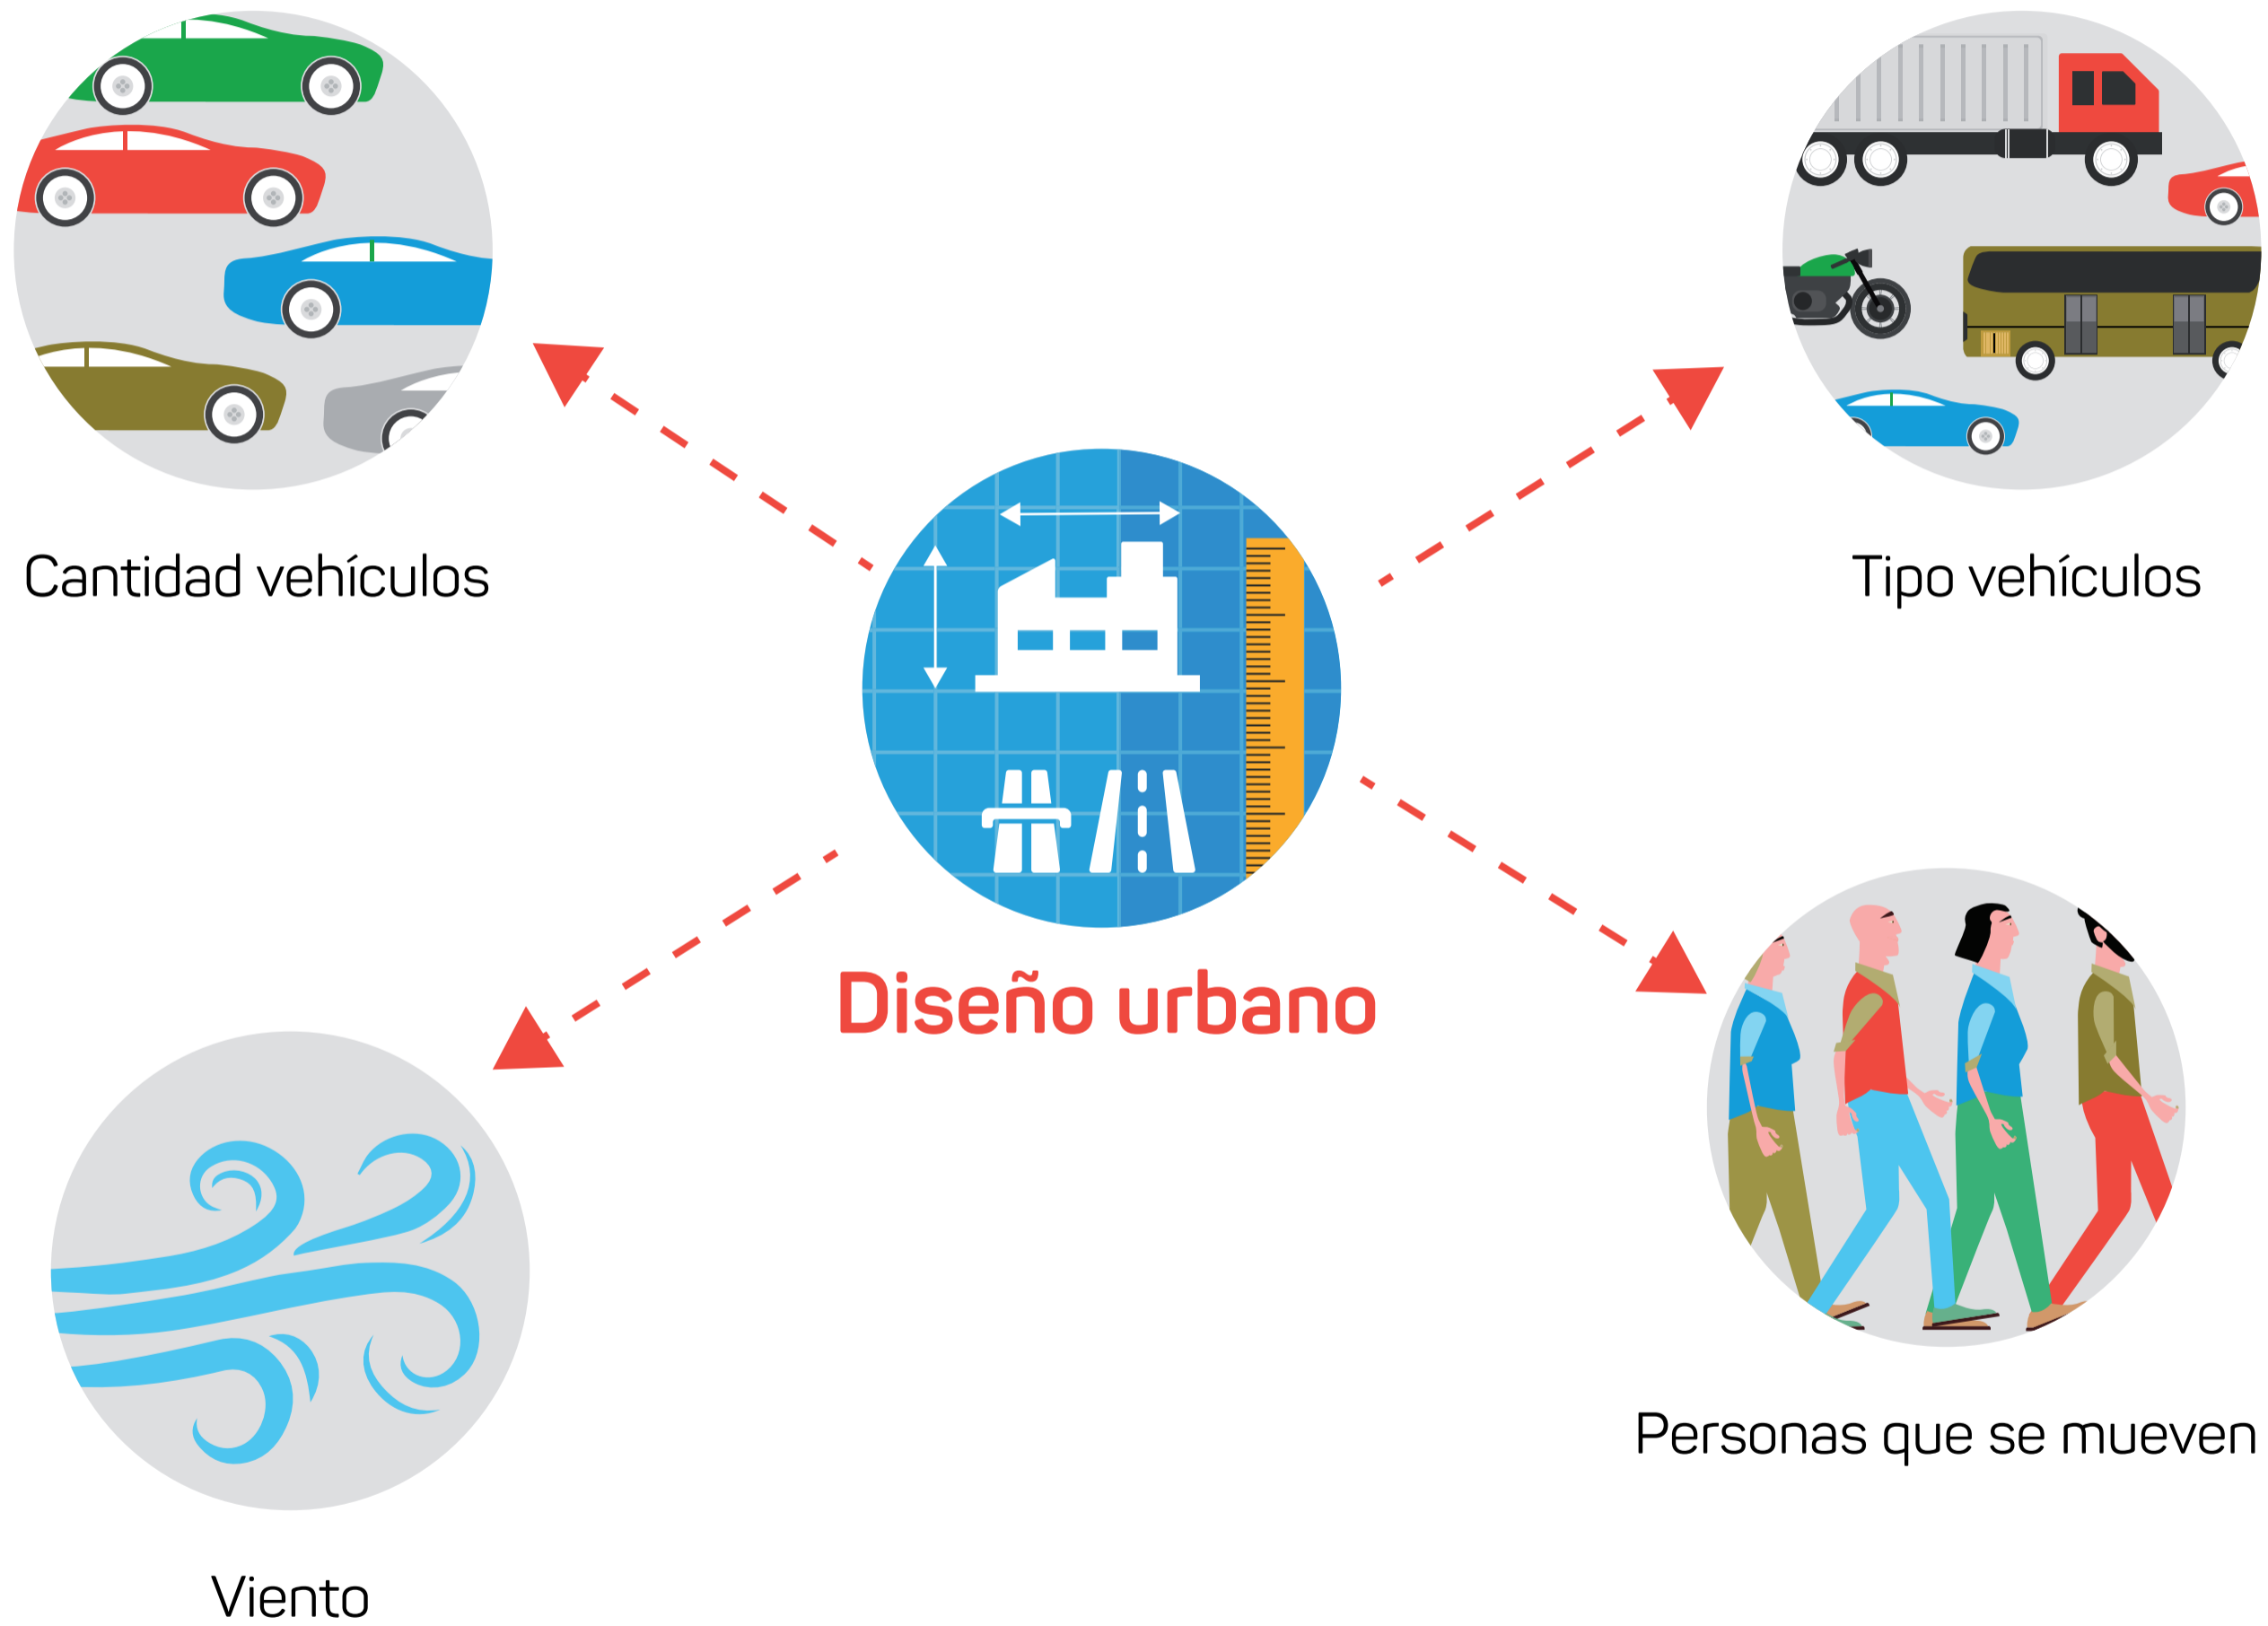 Cantidad vehículos
Tipo vehículos
Diseño urbano
Personas que se mueven
Viento